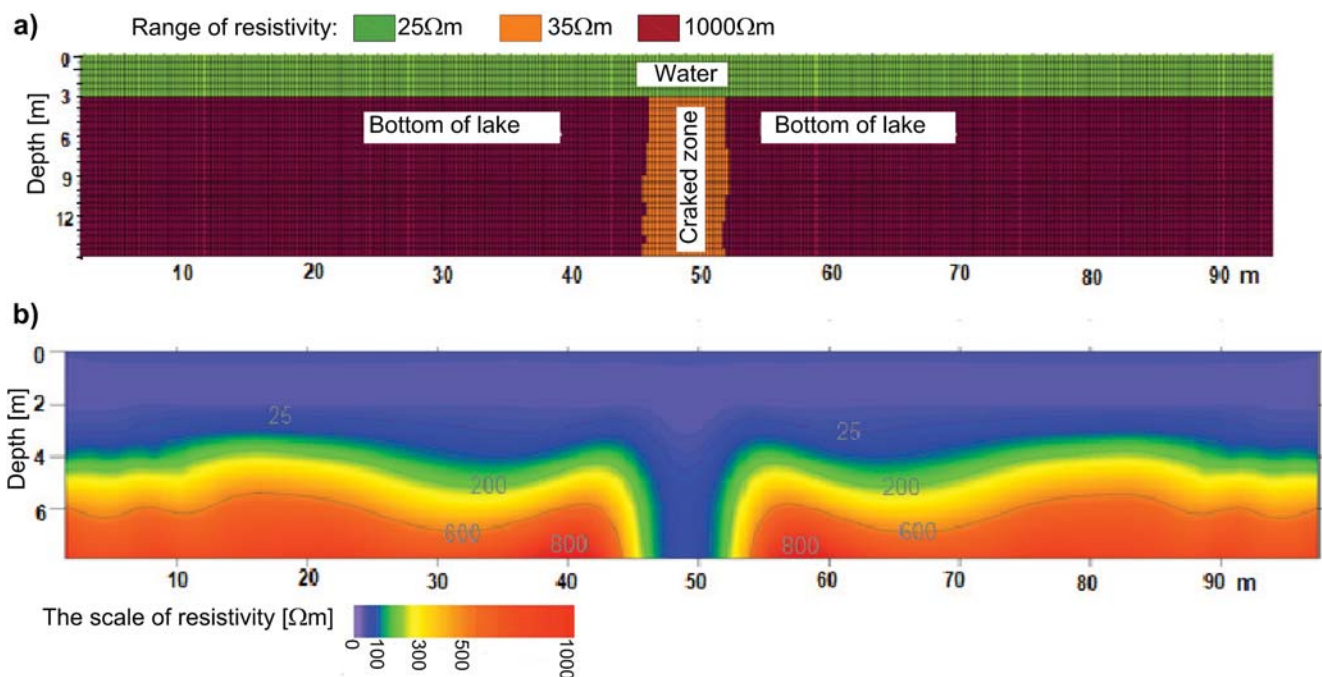 a) Range of resistivity: 25Ωm 35Ωm 1000Ωm
0
Water
3
Bottom of lake Bottom of lake
6
Craked zone
9
12
Depth [m]
10 20 30 40 50 60 70 80 90 m
b)
0
2
25 25
4
200 200
6
600 600
800 800
Depth [m]
10 20 30 40 50 60 70 80 90 m
The scale of resistivity [Ωm]
0 100 300 500 1000